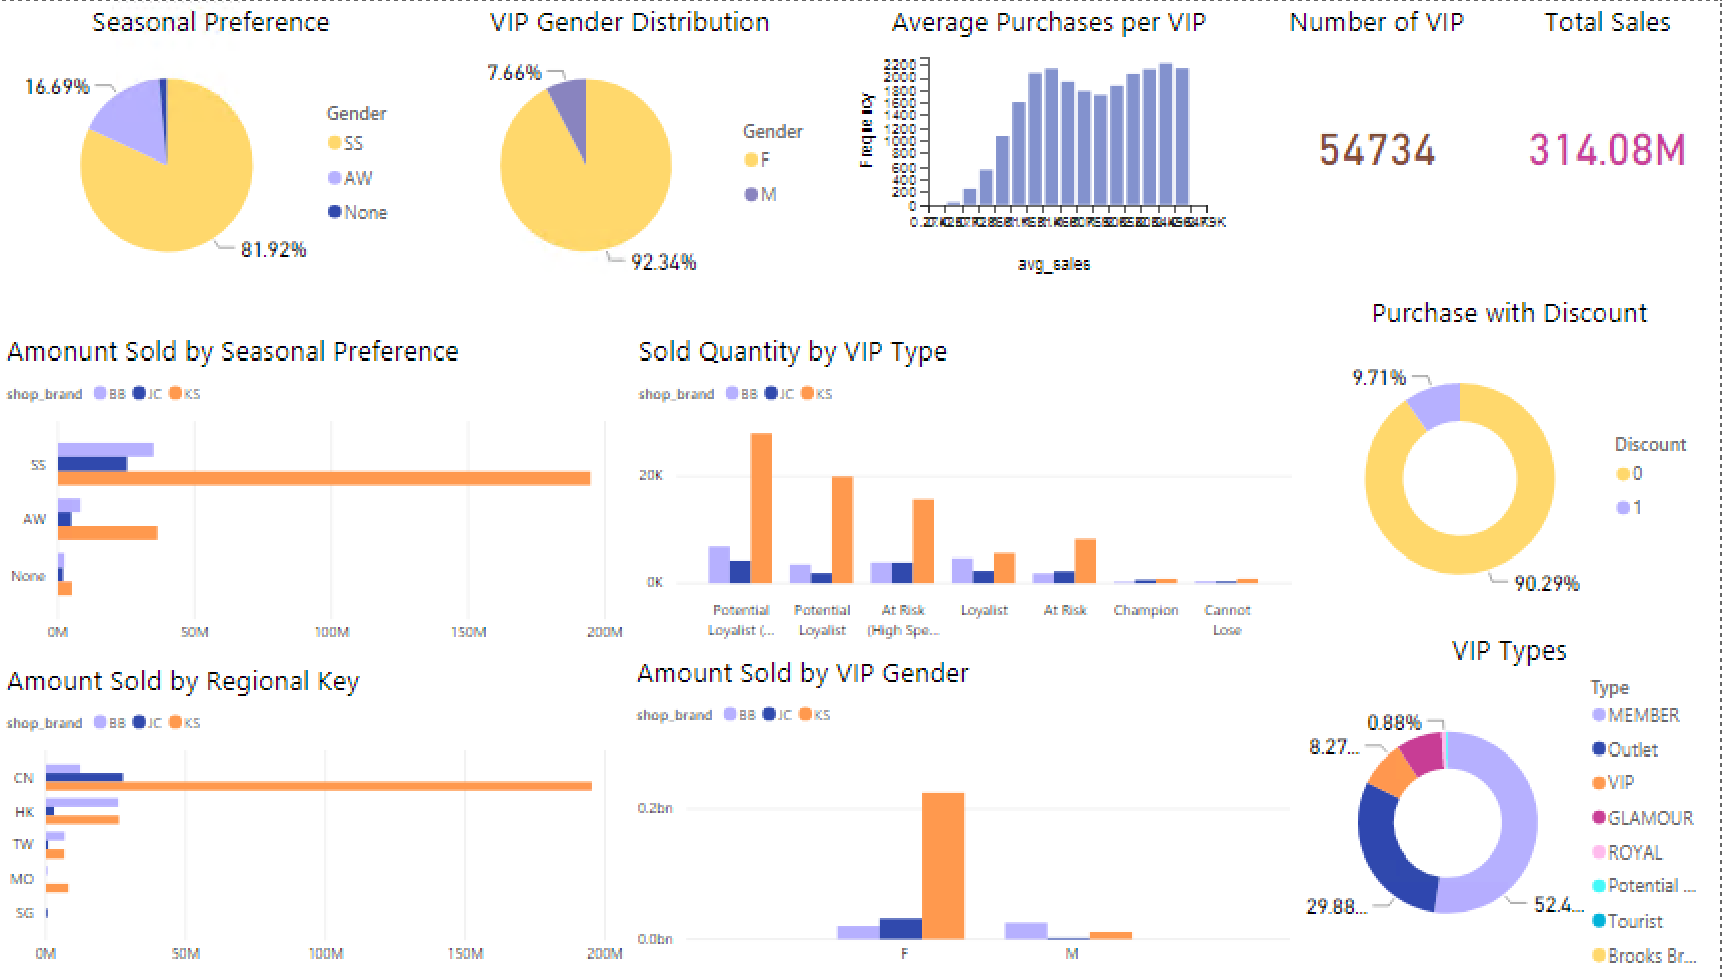 Seasonal Preference
16.69%
81.92%
Gender
SS
AW
None
VIP Gender Distribution
7.66%
92.34%
Gender
F
M
Average Purchases per VIP
Frequency
2200
2000
1800
1600
1400
1200
1000
800
600
400
200
0
avg_sales
Number of VIP
54734
Total Sales
314.08M
Amonunt Sold by Seasonal Preference
shop_brand BB JC KS
SS
AW
None
0M 50M 100M 150M 200M
Sold Quantity by VIP Type
shop_brand BB JC KS
20K
0K
Potential Loyalist (...
Potential Loyalist
At Risk (High Spe...
Loyalist
At Risk
Champion
Cannot Lose
Purchase with Discount
9.71%
90.29%
Discount
0
1
Amount Sold by Regional Key
shop_brand BB JC KS
CN
HK
TW
MO
SG
0M 50M 100M 150M 200M
Amount Sold by VIP Gender
shop_brand BB JC KS
0.2bn
0.0bn
F M
VIP Types
0.88%
8.27...
29.88...
52.4...
Type
MEMBER
Outlet
VIP
GLAMOUR
ROYAL
Potential ...
Tourist
Brooks Br...